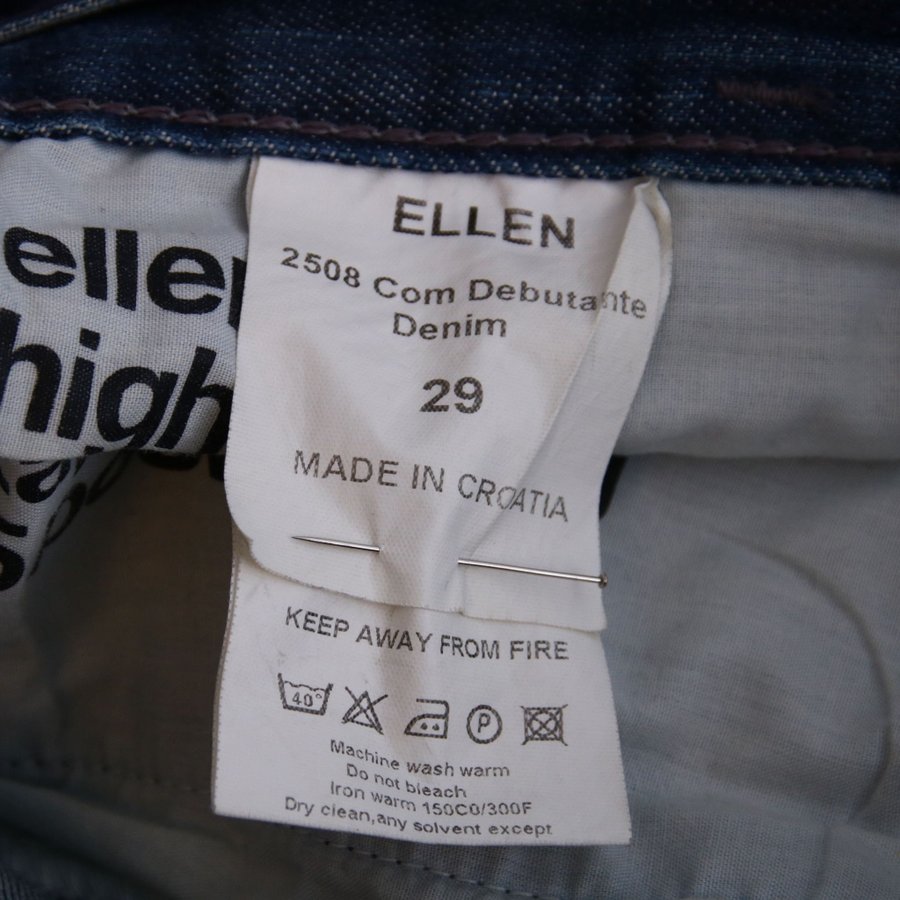 ELLEN
2508 Com Debutante
Denim
29
MADE IN CROATIA
KEEP AWAY FROM FIRE
40°
P
Machine wash warm
Do not bleach
Iron warm 150C0/300F
Dry clean,any solvent except
ellen
high